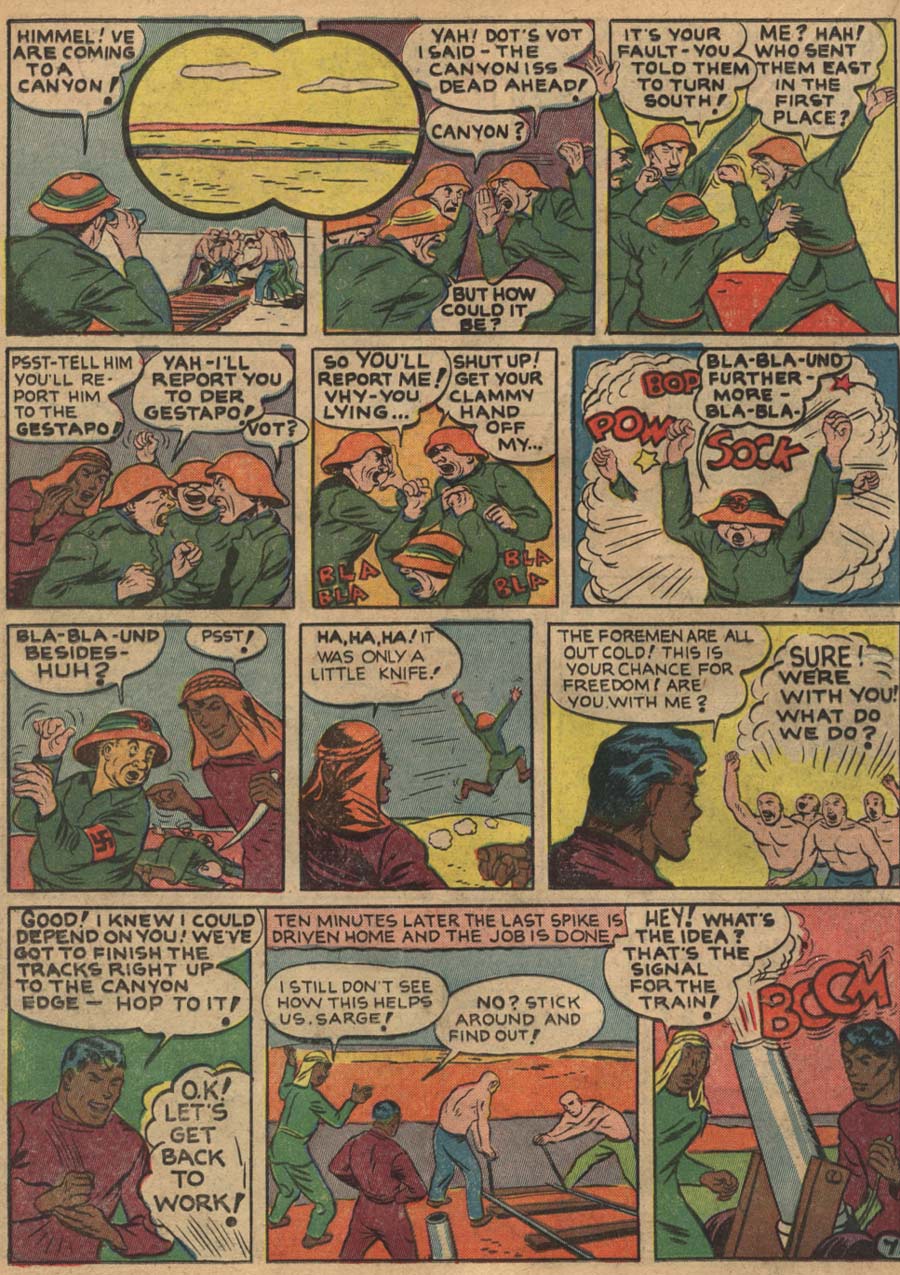 HIMMEL! VE
ARE COMING
TO A
CANYON!
YAH! DOT'S VOT
I SAID - THE
CANYON ISS
DEAD AHEAD!
CANYON?
BUT HOW
COULD IT
BE?
IT'S YOUR
FAULT - YOU
TOLD THEM
TO TURN
SOUTH!
ME? HAH!
WHO SENT
THEM EAST
IN THE
FIRST
PLACE?
PSST-TELL HIM
YOU'LL RE-
PORT HIM
TO THE
GESTAPO!
YAH-I'LL
REPORT YOU
TO DER
GESTAPO!
VOT?
SO YOU'LL
REPORT ME!
VHY-YOU
LYING...
SHUT UP!
GET YOUR
CLAMMY
HAND
OFF
MY...
BLA
BLA
BLA
BLA
BOP
POW
SOCK
BLA-BLA-UND
FURTHER-
MORE -
BLA-BLA-
BLA-BLA-UND
BESIDES-
HUH?
PSST!
HA, HA, HA! IT
WAS ONLY A
LITTLE KNIFE!
THE FOREMEN ARE ALL
OUT COLD! THIS IS
YOUR CHANCE FOR
FREEDOM! ARE
YOU WITH ME?
SURE!
WERE
WITH YOU!
WHAT DO
WE DO?
GOOD! I KNEW I COULD
DEPEND ON YOU! WE'VE
GOT TO FINISH THE
TRACKS RIGHT UP
TO THE CANYON
EDGE - HOP TO IT!
O.K!
LET'S
GET
BACK
TO
WORK!
TEN MINUTES LATER THE LAST SPIKE IS
DRIVEN HOME AND THE JOB IS DONE.
I STILL DON'T SEE
HOW THIS HELPS
US, SARGE!
NO? STICK
AROUND AND
FIND OUT!
HEY! WHAT'S
THE IDEA?
THAT'S THE
SIGNAL
FOR THE
TRAIN!
BOOM
7